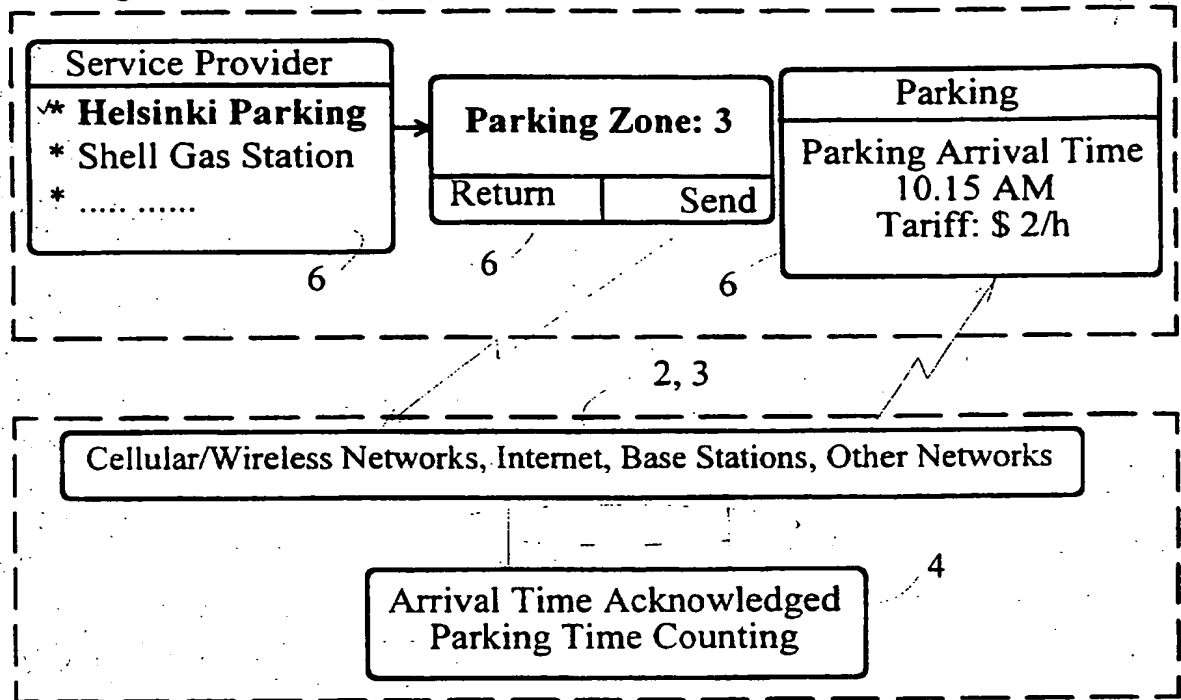 Service Provider
* Helsinki Parking
* Shell Gas Station
* ..... ......
6
Parking Zone: 3
Return Send
6
Parking
Parking Arrival Time
10.15 AM
Tariff: $ 2/h
6
2, 3
Cellular/Wireless Networks, Internet, Base Stations, Other Networks
Arrival Time Acknowledged
Parking Time Counting
4